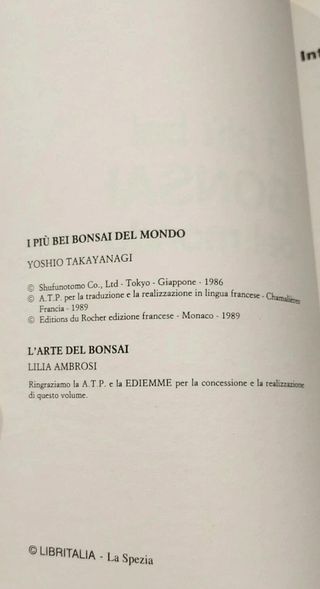 Int
I PIÙ BEI BONSAI DEL MONDO
YOSHIO TAKAYANAGI
© Shufunotomo Co., Ltd - Tokyo - Giappone - 1986
© A.T.P. per la traduzione e la realizzazione in lingua francese - Chamalières
Francia - 1989
© Editions du Rocher edizione francese - Monaco - 1989
L'ARTE DEL BONSAI
LILIA AMBROSI
Ringraziamo la A.T.P. e la EDIEMME per la concessione e la realizzazione
di questo volume.
© LIBRITALIA - La Spezia